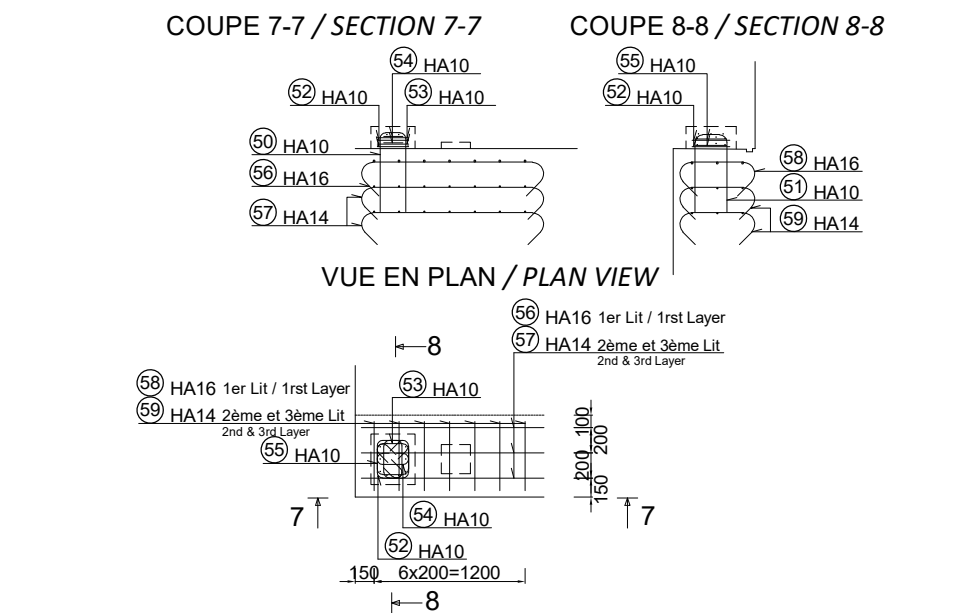 COUPE 7-7 / SECTION 7-7
COUPE 8-8 / SECTION 8-8
54 HA10
52 HA10
53 HA10
50 HA10
56 HA16
57 HA14
55 HA10
52 HA10
58 HA16
51 HA10
59 HA14
VUE EN PLAN / PLAN VIEW
56 HA16 1er Lit / 1rst Layer
57 HA14 2ème et 3ème Lit
2nd & 3rd Layer
8
58 HA16 1er Lit / 1rst Layer
53 HA10
59 HA14 2ème et 3ème Lit
2nd & 3rd Layer
55 HA10
100
200
200
150
7
7
54 HA10
52 HA10
150
6x200=1200
8